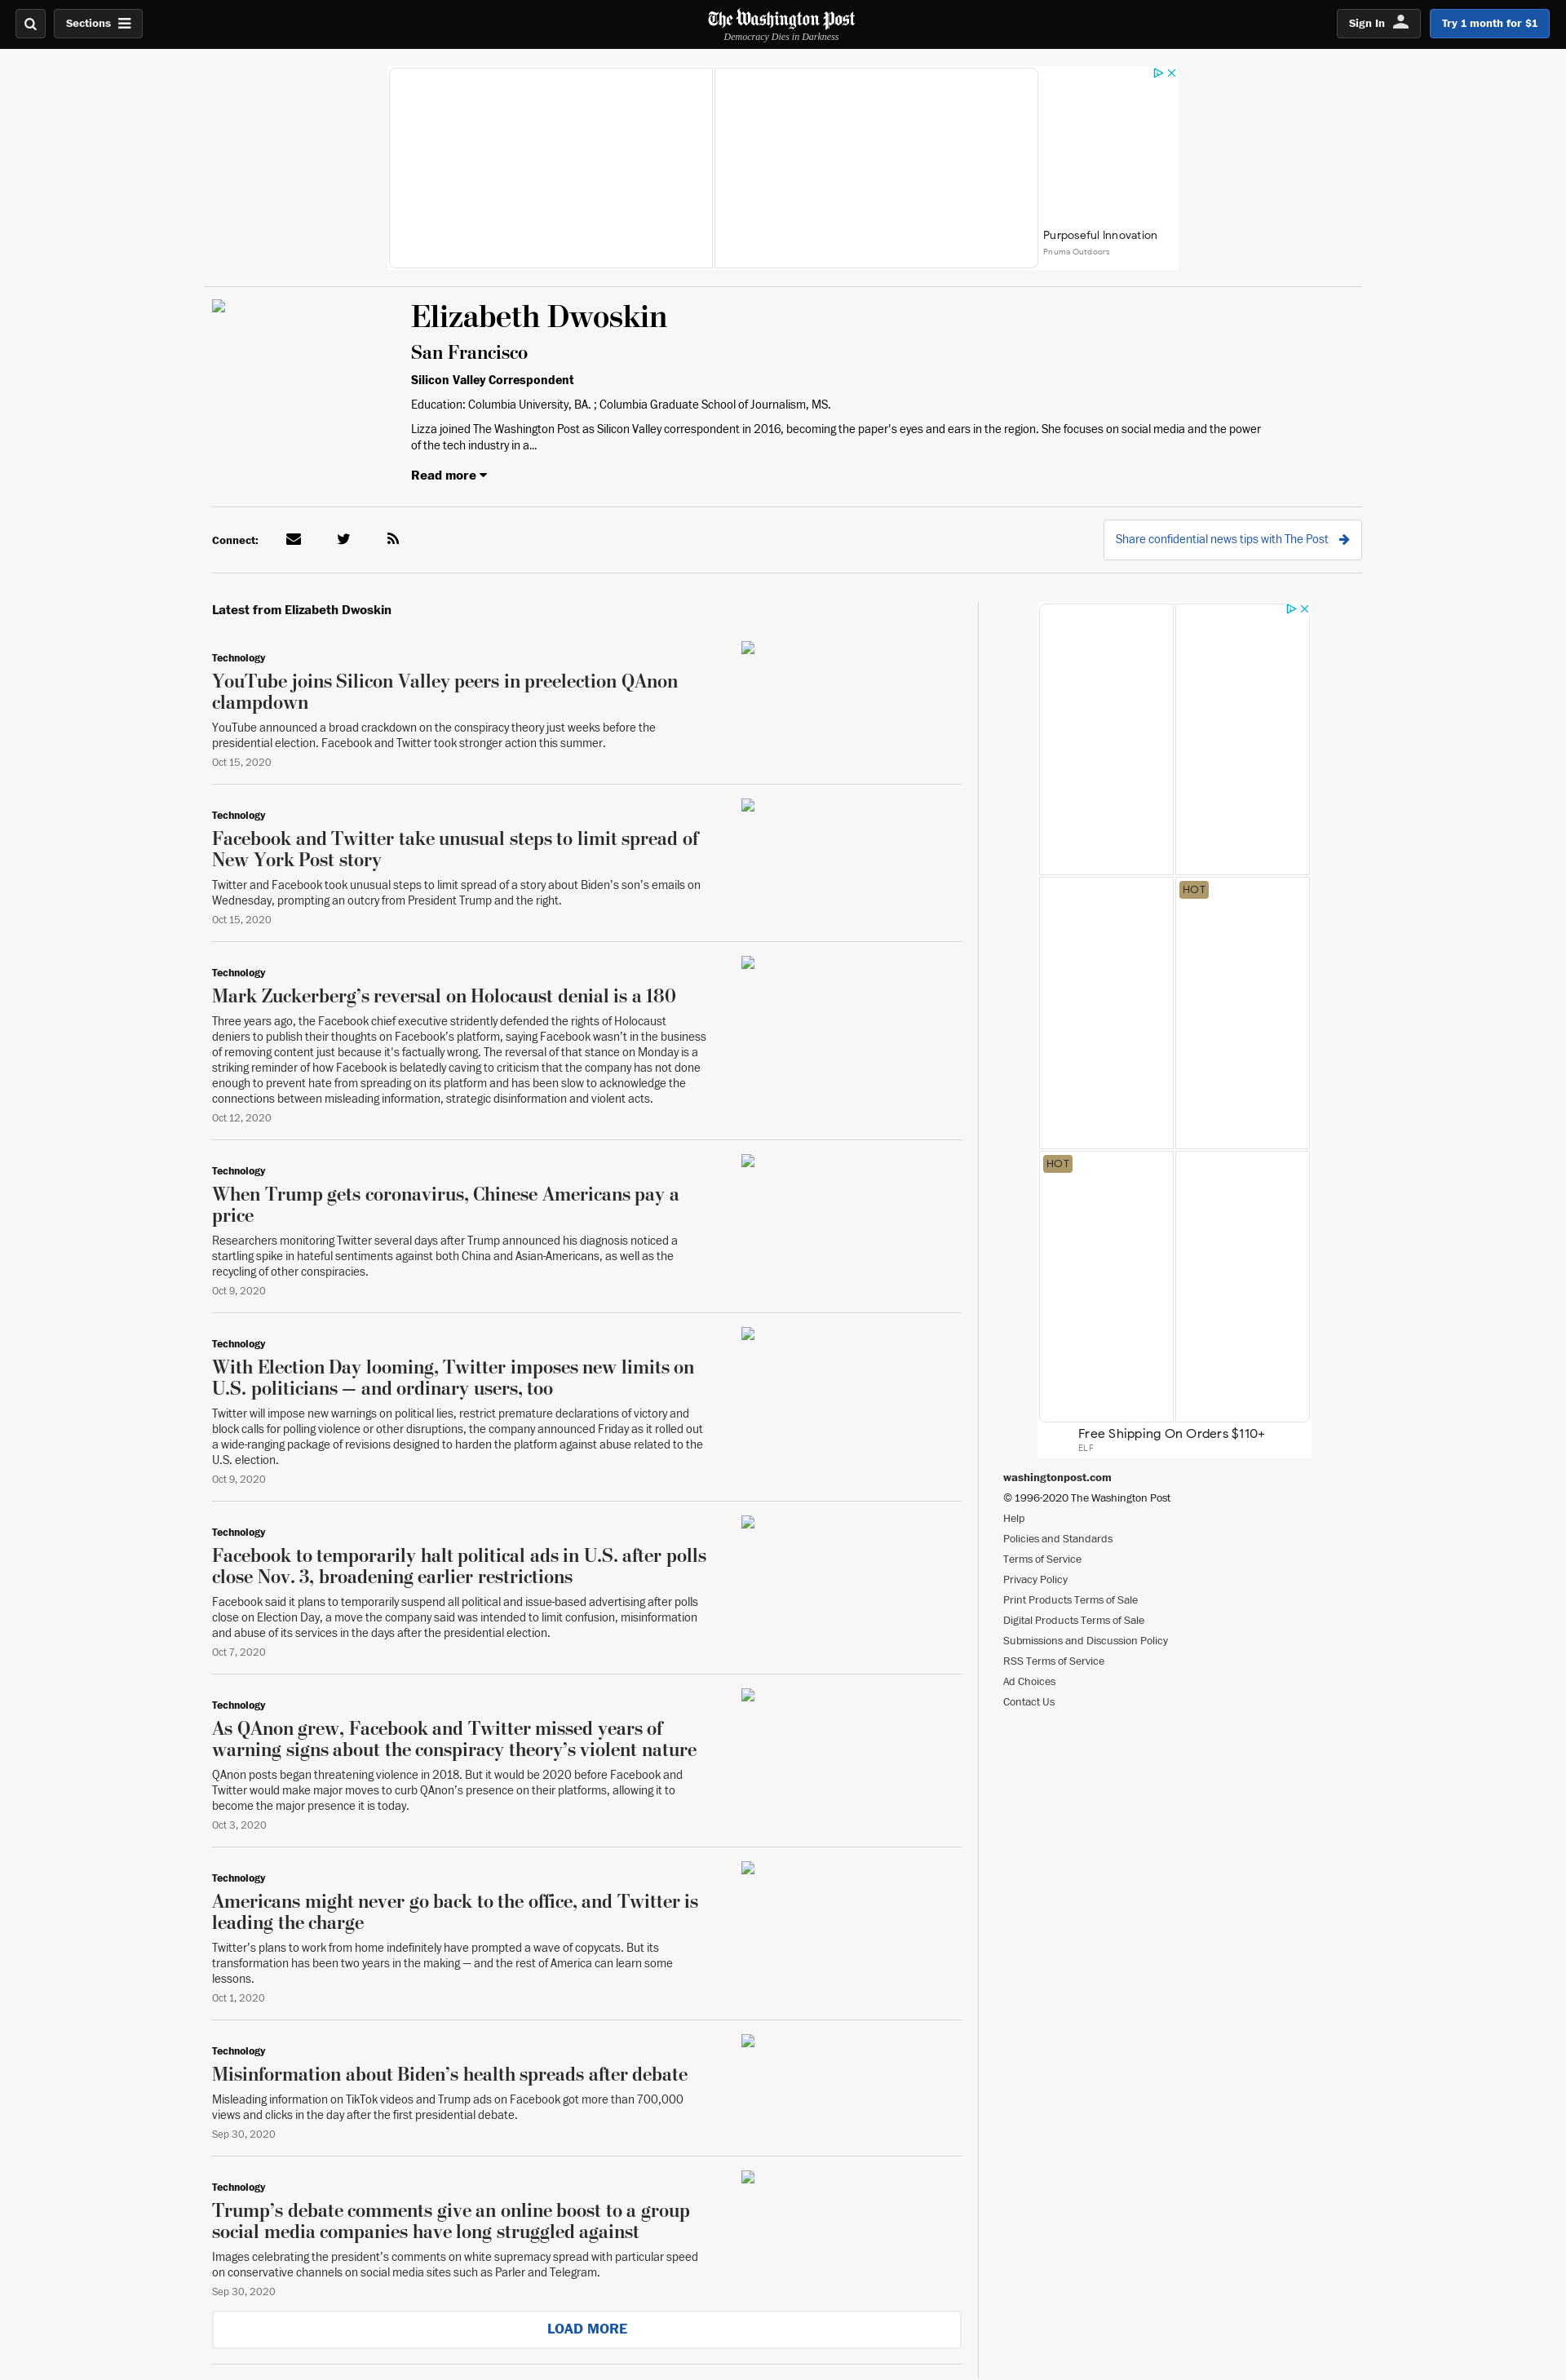 Sections
The Washington Post
Democracy Dies in Darkness
Sign In
Try 1 month for $1
Purposeful Innovation
Pnuma Outdoors
Elizabeth Dwoskin
San Francisco
Silicon Valley Correspondent
Education: Columbia University, BA. ; Columbia Graduate School of Journalism, MS.
Lizza joined The Washington Post as Silicon Valley correspondent in 2016, becoming the paper's eyes and ears in the region. She focuses on social media and the power
of the tech industry in a...
Read more
Connect:
Share confidential news tips with The Post
Latest from Elizabeth Dwoskin
Technology
YouTube joins Silicon Valley peers in preelection QAnon
clampdown
YouTube announced a broad crackdown on the conspiracy theory just weeks before the
presidential election. Facebook and Twitter took stronger action this summer.
Oct 15, 2020
Technology
Facebook and Twitter take unusual steps to limit spread of
New York Post story
Twitter and Facebook took unusual steps to limit spread of a story about Biden’s son’s emails on
Wednesday, prompting an outcry from President Trump and the right.
Oct 15, 2020
Technology
Mark Zuckerberg’s reversal on Holocaust denial is a 180
Three years ago, the Facebook chief executive stridently defended the rights of Holocaust
deniers to publish their thoughts on Facebook’s platform, saying Facebook wasn’t in the business
of removing content just because it's factually wrong. The reversal of that stance on Monday is a
striking reminder of how Facebook is belatedly caving to criticism that the company has not done
enough to prevent hate from spreading on its platform and has been slow to acknowledge the
connections between misleading information, strategic disinformation and violent acts.
Oct 12, 2020
Technology
When Trump gets coronavirus, Chinese Americans pay a
price
Researchers monitoring Twitter several days after Trump announced his diagnosis noticed a
startling spike in hateful sentiments against both China and Asian-Americans, as well as the
recycling of other conspiracies.
Oct 9, 2020
Technology
With Election Day looming, Twitter imposes new limits on
U.S. politicians — and ordinary users, too
Twitter will impose new warnings on political lies, restrict premature declarations of victory and
block calls for polling violence or other disruptions, the company announced Friday as it rolled out
a wide-ranging package of revisions designed to harden the platform against abuse related to the
U.S. election.
Oct 9, 2020
Technology
Facebook to temporarily halt political ads in U.S. after polls
close Nov. 3, broadening earlier restrictions
Facebook said it plans to temporarily suspend all political and issue-based advertising after polls
close on Election Day, a move the company said was intended to limit confusion, misinformation
and abuse of its services in the days after the presidential election.
Oct 7, 2020
Technology
As QAnon grew, Facebook and Twitter missed years of
warning signs about the conspiracy theory’s violent nature
QAnon posts began threatening violence in 2018. But it would be 2020 before Facebook and
Twitter would make major moves to curb QAnon’s presence on their platforms, allowing it to
become the major presence it is today.
Oct 3, 2020
Technology
Americans might never go back to the office, and Twitter is
leading the charge
Twitter’s plans to work from home indefinitely have prompted a wave of copycats. But its
transformation has been two years in the making — and the rest of America can learn some
lessons.
Oct 1, 2020
Technology
Misinformation about Biden’s health spreads after debate
Misleading information on TikTok videos and Trump ads on Facebook got more than 700,000
views and clicks in the day after the first presidential debate.
Sep 30, 2020
Technology
Trump’s debate comments give an online boost to a group
social media companies have long struggled against
Images celebrating the president’s comments on white supremacy spread with particular speed
on conservative channels on social media sites such as Parler and Telegram.
Sep 30, 2020
LOAD MORE
HOT
HOT
Free Shipping On Orders $110+
ELF
washingtonpost.com
© 1996-2020 The Washington Post
Help
Policies and Standards
Terms of Service
Privacy Policy
Print Products Terms of Sale
Digital Products Terms of Sale
Submissions and Discussion Policy
RSS Terms of Service
Ad Choices
Contact Us